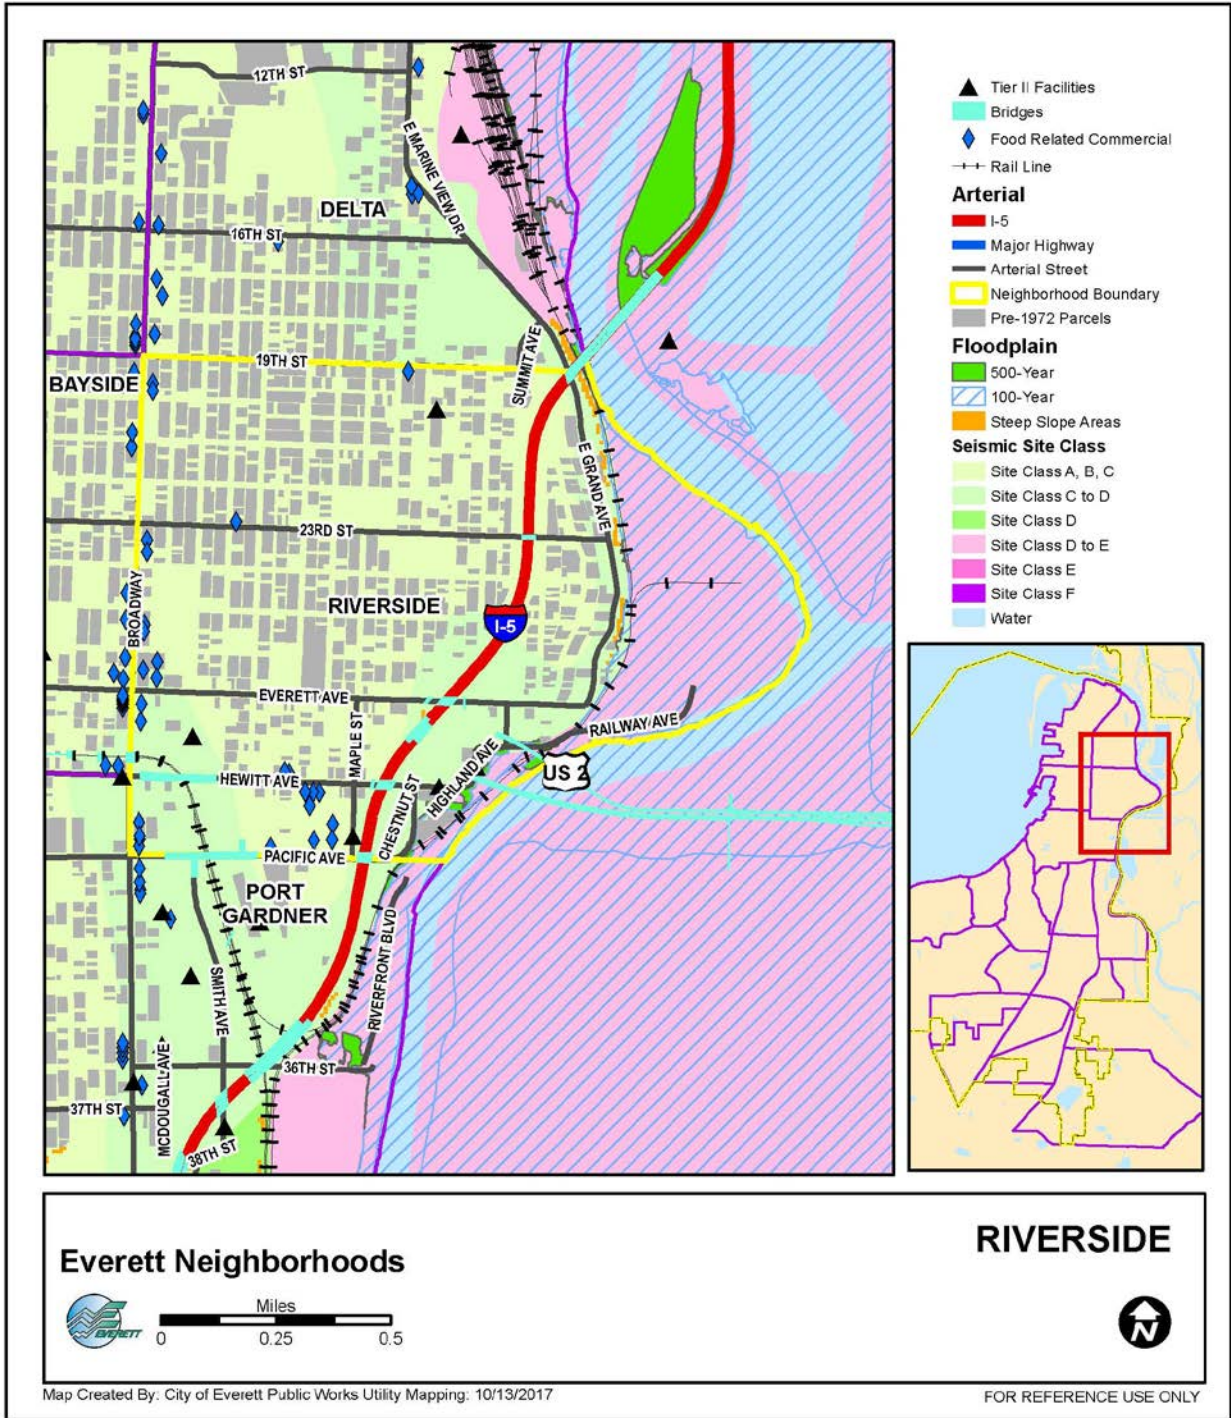 12TH ST
E MARINE VIEW DR
DELTA
16TH ST
SUMMIT AVE
19TH ST
BAYSIDE
E GRAND AVE
23RD ST
BROADWAY
RIVERSIDE
I-5
EVERETT AVE
RAILWAY AVE
MAPLE ST
HIGHLAND AVE
US 2
HEWITT AVE
CHESTNUT ST
PACIFIC AVE
PORT
GARDNER
RIVERFRONT BLVD
SMITH AVE
MCDOUGALL AVE
36TH ST
37TH ST
38TH ST
Tier II Facilities
Bridges
Food Related Commercial
Rail Line
Arterial
I-5
Major Highway
Arterial Street
Neighborhood Boundary
Pre-1972 Parcels
Floodplain
500-Year
100-Year
Steep Slope Areas
Seismic Site Class
Site Class A, B, C
Site Class C to D
Site Class D
Site Class D to E
Site Class E
Site Class F
Water
RIVERSIDE
Everett Neighborhoods
EVERETT
Miles
0 0.25 0.5
N
Map Created By: City of Everett Public Works Utility Mapping: 10/13/2017
FOR REFERENCE USE ONLY